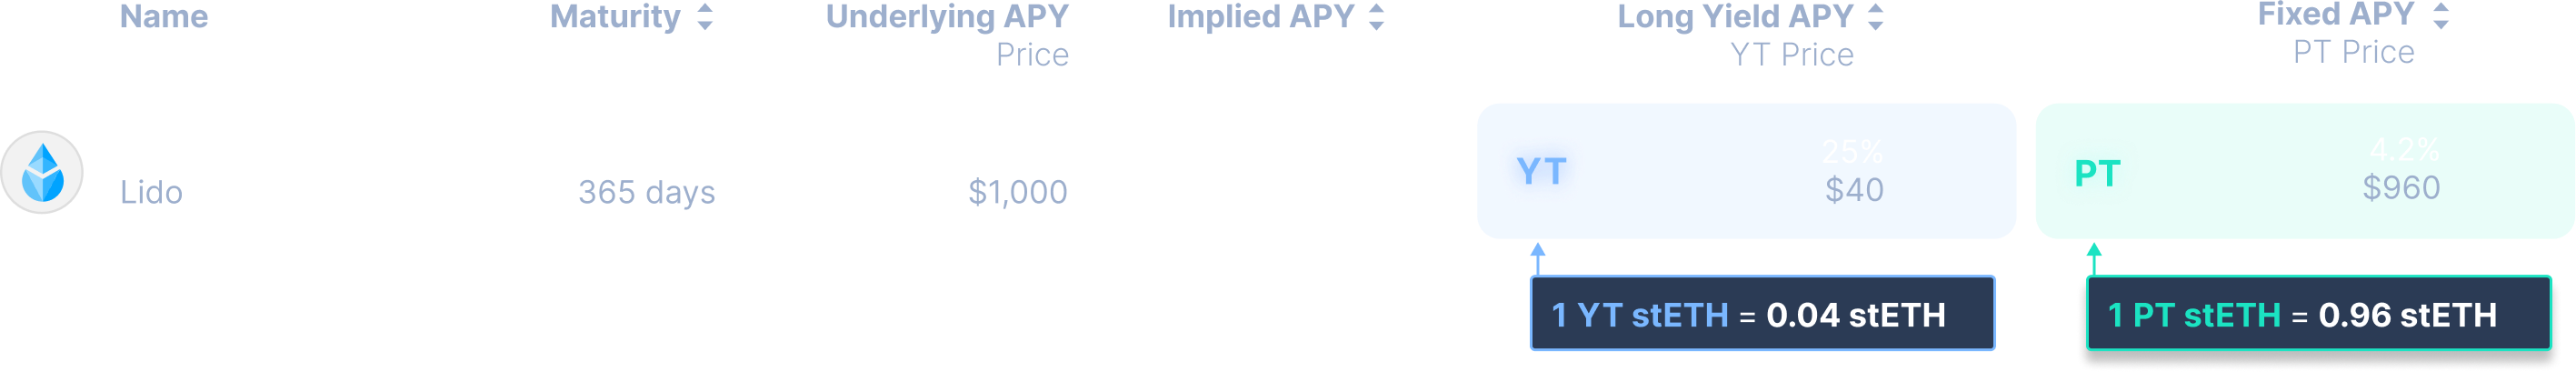 Name Maturity Underlying APY Implied APY Long Yield APY Fixed APY
Price YT Price PT Price
25% 4.2%
YT PT
Lido 365 days $1,000 $40 $960
1 YT stETH = 0.04 stETH 1 PT stETH = 0.96 stETH